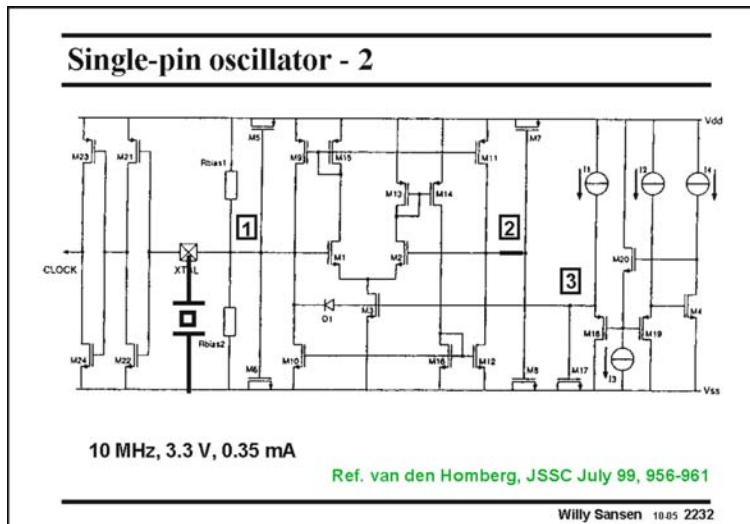 Single-pin oscillator - 2
Vdd
M23
M21
M5
M9
M15
M11
M7
Rbias1
I1
I2
I4
M13
M14
1
2
M1
M2
M20
CLOCK
XTAL
3
D1
M3
M18
M19
M4
Rbias2
M24
M22
M10
M16
M12
M6
M8
M17
I3
Vss
10 MHz, 3.3 V, 0.35 mA
Ref. van den Homberg, JSSC July 99, 956-961
Willy Sansen 10-05 2232